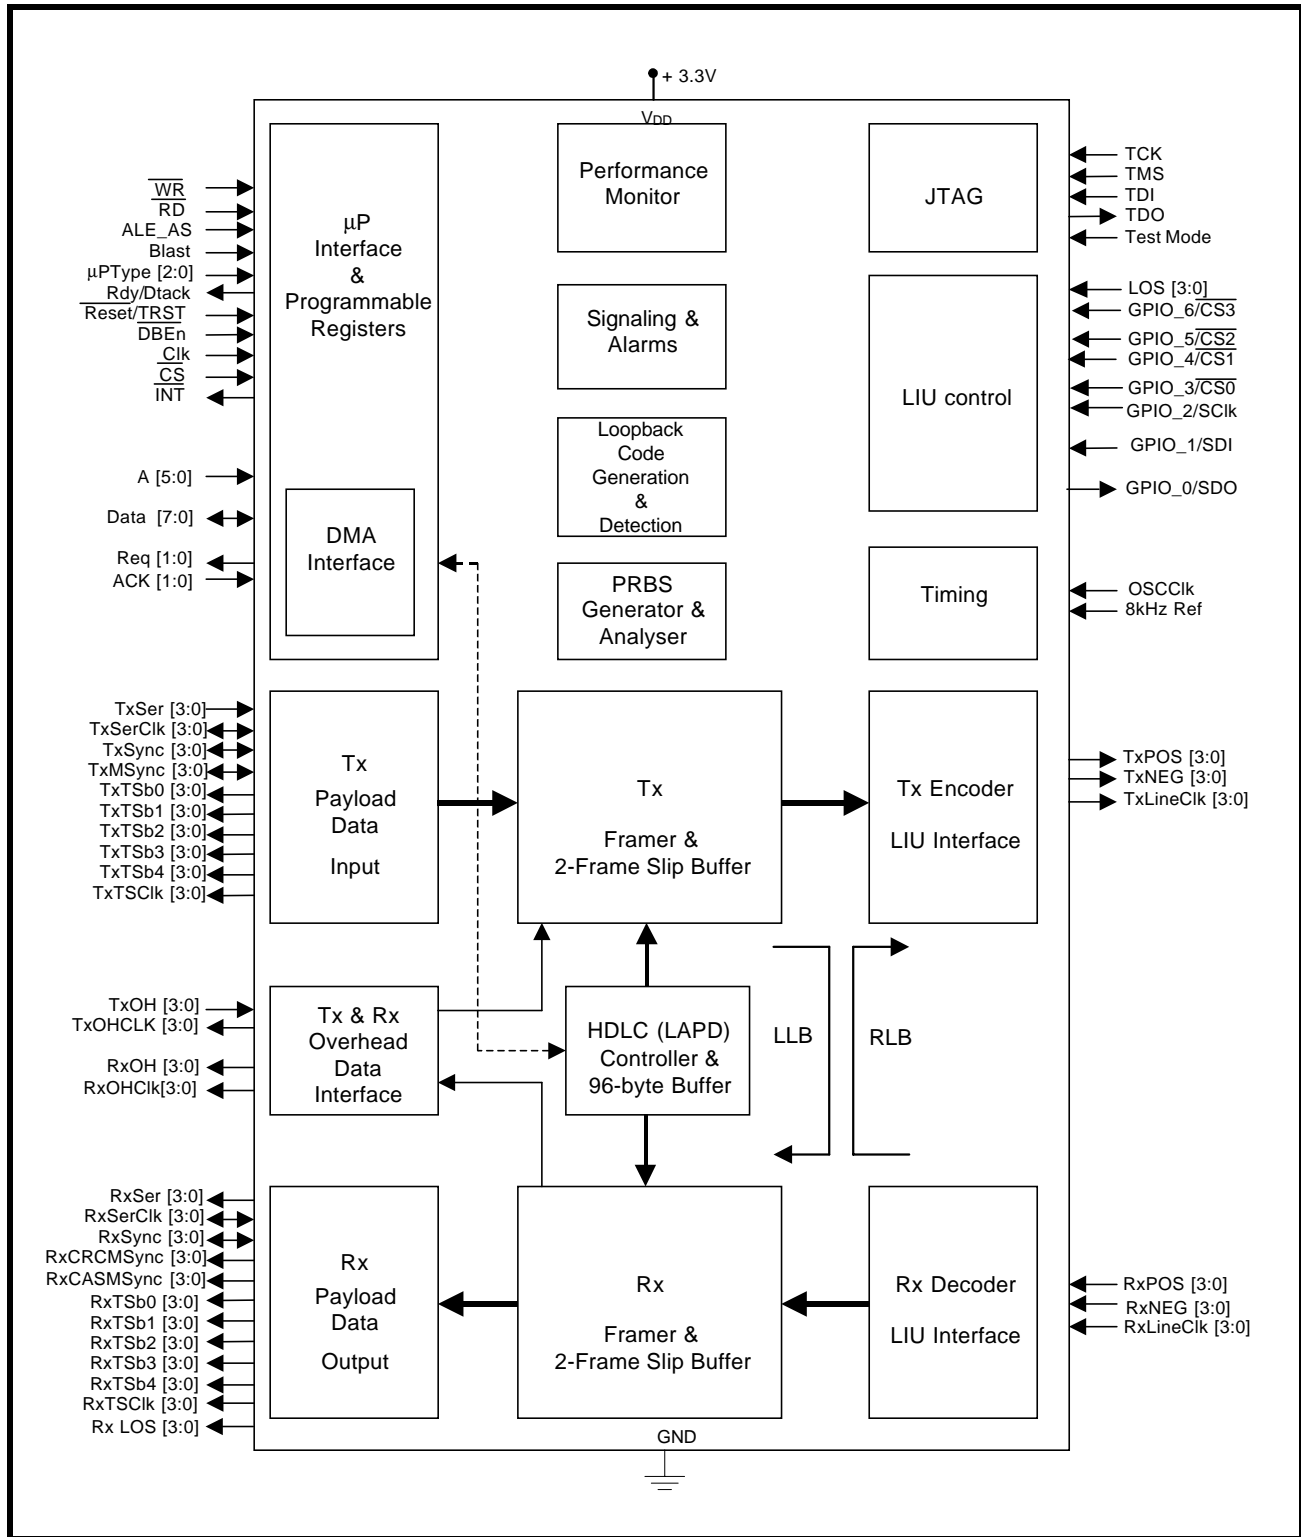 + 3.3V
VDD
WR
RD
ALE_AS
Blast
µPType [2:0]
Rdy/Dtack
Reset/TRST
DBEn
Clk
CS
INT
A [5:0]
Data [7:0]
Req [1:0]
ACK [1:0]
µP
Interface
&
Programmable
Registers
DMA
Interface
Performance
Monitor
Signaling &
Alarms
Loopback
Code
Generation
&
Detection
PRBS
Generator &
Analyser
JTAG
LIU control
Timing
TCK
TMS
TDI
TDO
Test Mode
LOS [3:0]
GPIO_6/CS3
GPIO_5/CS2
GPIO_4/CS1
GPIO_3/CS0
GPIO_2/SClk
GPIO_1/SDI
GPIO_0/SDO
OSCClk
8kHz Ref
TxSer [3:0]
TxSerClk [3:0]
TxSync [3:0]
TxMSync [3:0]
TxTSb0 [3:0]
TxTSb1 [3:0]
TxTSb2 [3:0]
TxTSb3 [3:0]
TxTSb4 [3:0]
TxTSClk [3:0]
Tx
Payload
Data
Input
Tx
Framer &
2-Frame Slip Buffer
Tx Encoder
LIU Interface
TxPOS [3:0]
TxNEG [3:0]
TxLineClk [3:0]
TxOH [3:0]
TxOHCLK [3:0]
RxOH [3:0]
RxOHClk[3:0]
Tx & Rx
Overhead
Data
Interface
HDLC (LAPD)
Controller &
96-byte Buffer
LLB
RLB
RxSer [3:0]
RxSerClk [3:0]
RxSync [3:0]
RxCRCMSync [3:0]
RxCASMSync [3:0]
RxTSb0 [3:0]
RxTSb1 [3:0]
RxTSb2 [3:0]
RxTSb3 [3:0]
RxTSb4 [3:0]
RxTSClk [3:0]
Rx LOS [3:0]
Rx
Payload
Data
Output
Rx
Framer &
2-Frame Slip Buffer
Rx Decoder
LIU Interface
RxPOS [3:0]
RxNEG [3:0]
RxLineClk [3:0]
GND